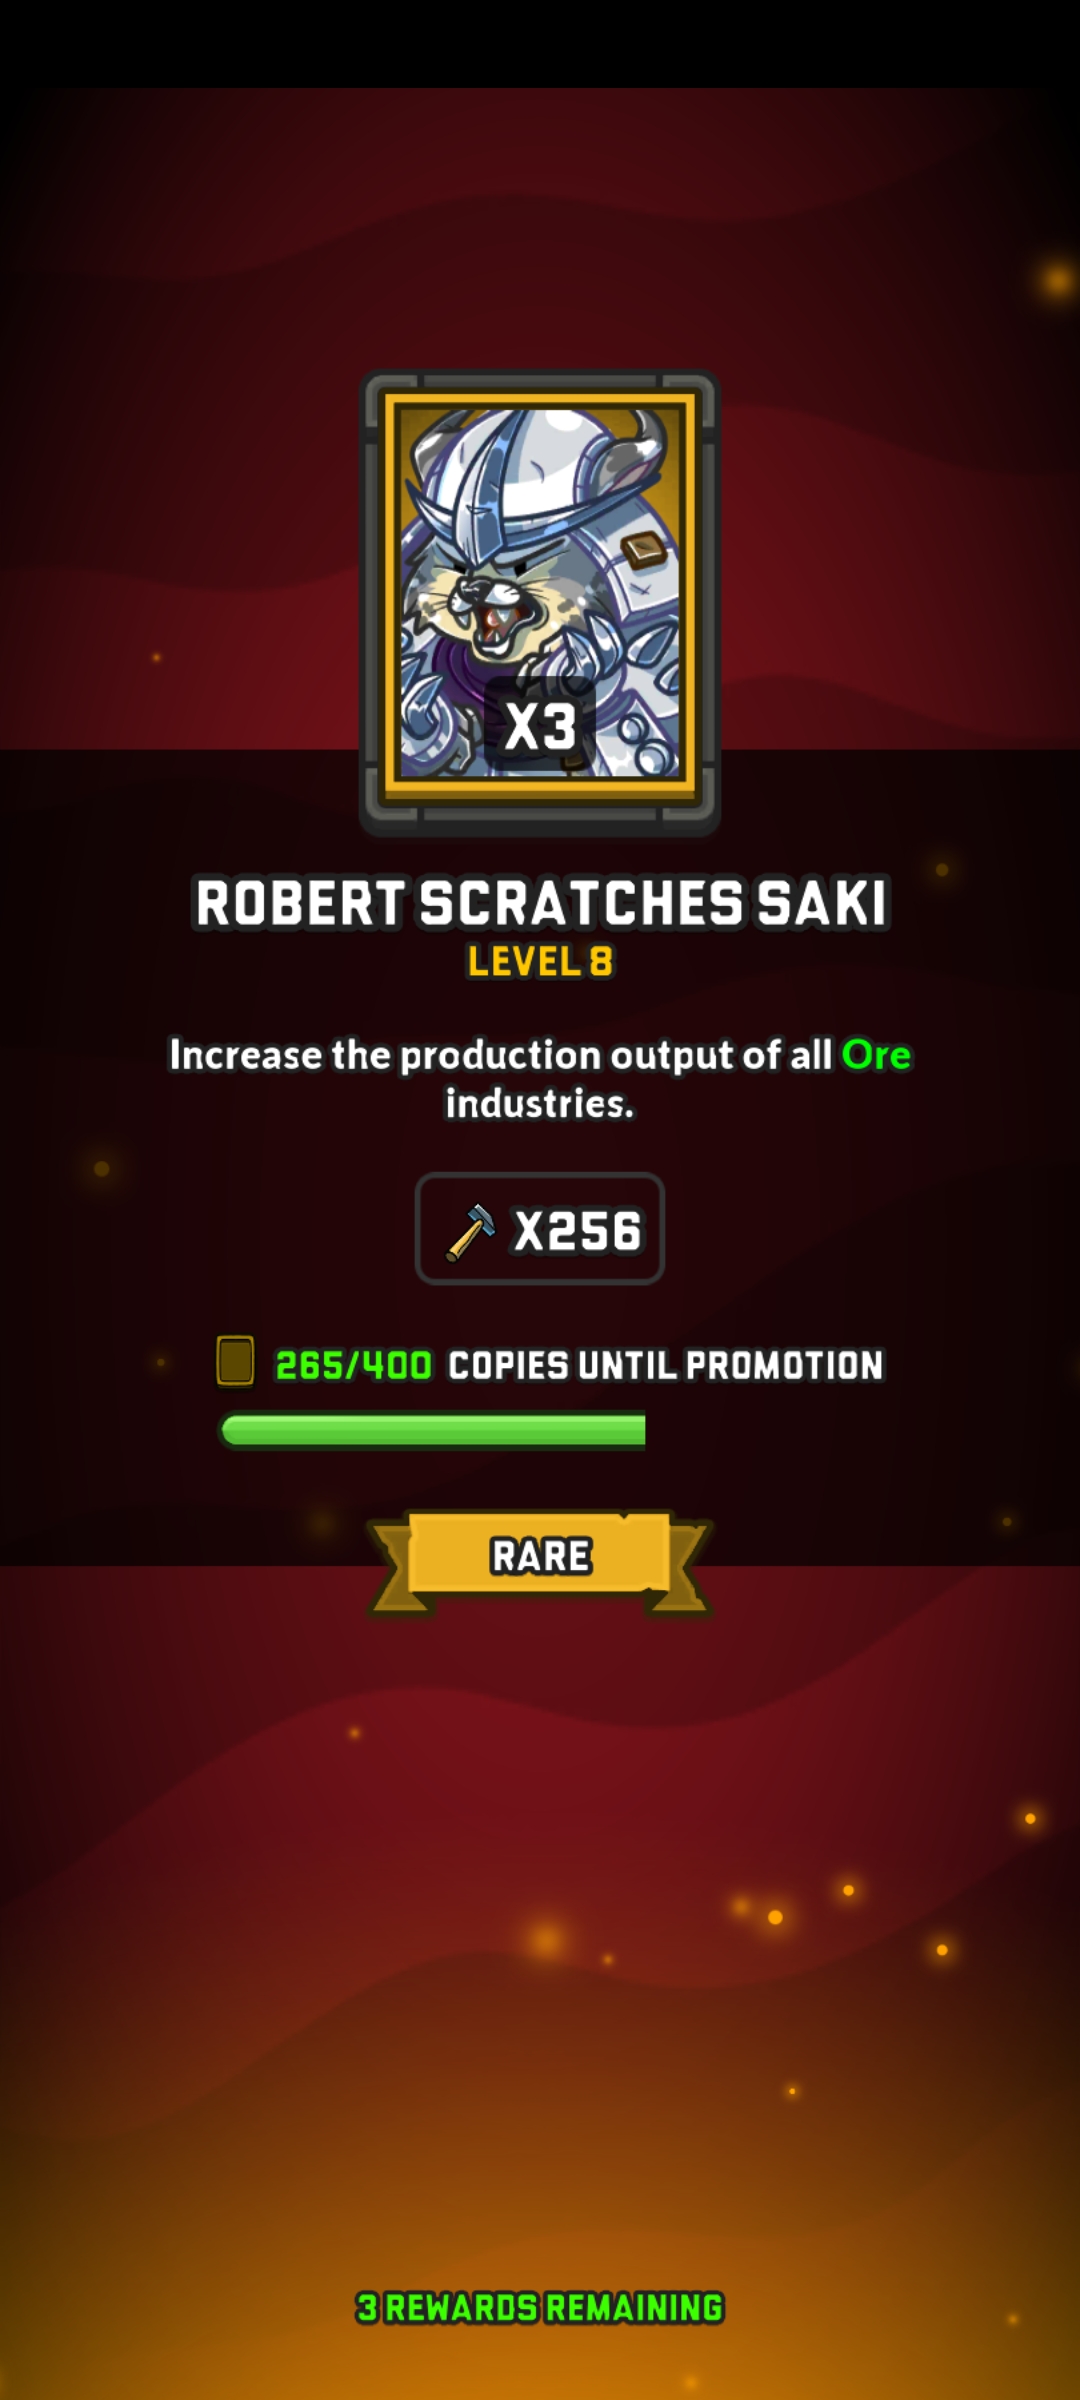 X3
ROBERT SCRATCHES SAKI
LEVEL 8
Increase the production output of all Ore
industries.
X256
265/400 COPIES UNTIL PROMOTION
RARE
3 REWARDS REMAINING